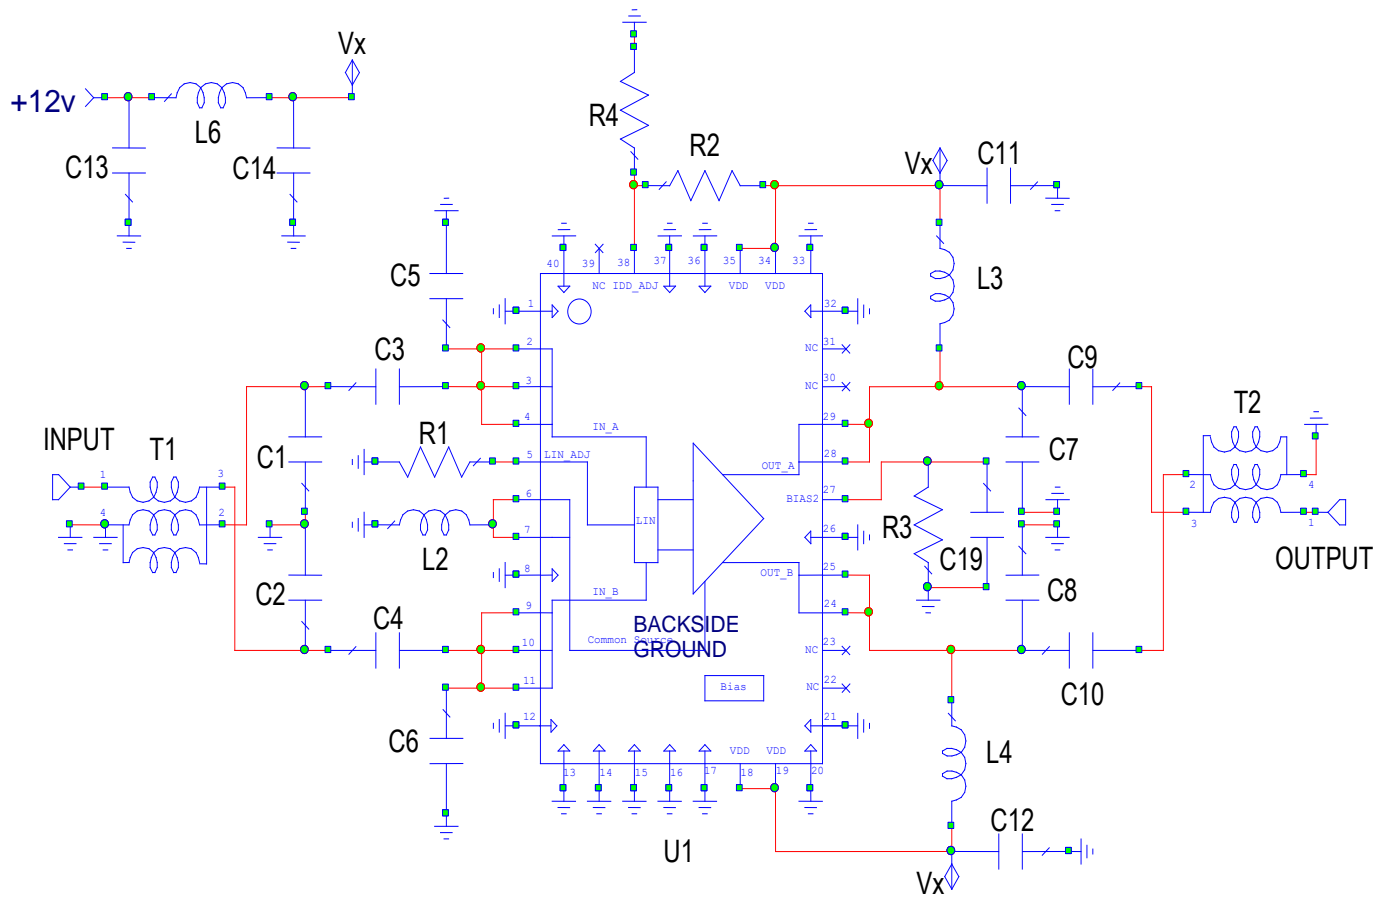 Vx
+12v
L6
C13
C14
R4
R2
Vx
C11
C5
L3
40
39
38
37
36
35
34
33
NC
IDD_ADJ
VDD
VDD
1
32
2
NC
31
C3
3
NC
30
C9
4
29
T2
INPUT
T1
IN_A
R1
C1
5
LIN_ADJ
OUT_A
28
C7
1
3
2
4
6
BIAS2
27
4
2
LIN
3
1
7
26
R3
C19
OUTPUT
L2
8
OUT_B
25
C2
IN_B
C8
9
24
C4
BACKSIDE
GROUND
Common Source
10
NC
23
11
Bias
NC
22
C10
12
21
C6
VDD
VDD
L4
13
14
15
16
17
18
19
20
C12
U1
Vx